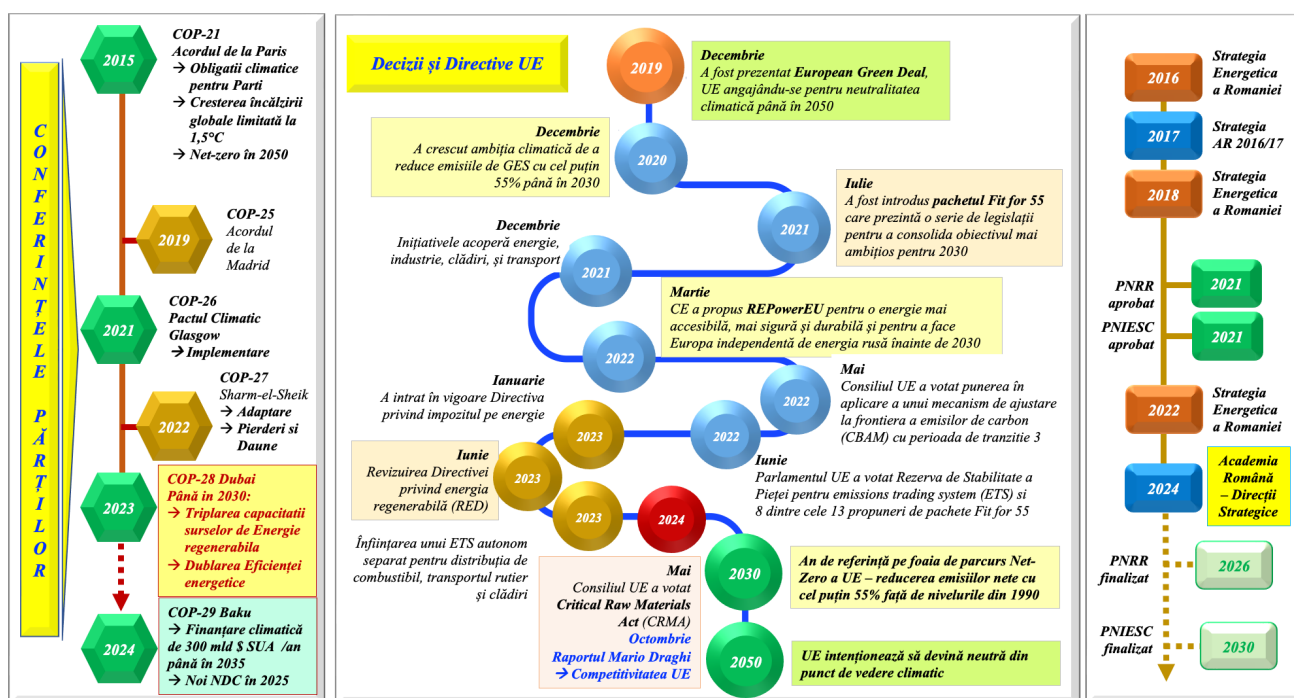 CONFERINȚELE PĂRȚILOR
2015
COP-21
Acordul de la Paris
→ Obligatii climatice
pentru Parti
→ Cresterea încălzirii
globale limitată la
1,5°C
→ Net-zero în 2050
2019
COP-25
Acordul
de la
Madrid
2021
COP-26
Pactul Climatic
Glasgow
→ Implementare
2022
COP-27
Sharm-el-Sheik
→ Adaptare
→ Pierderi si
Daune
2023
COP-28 Dubai
Până in 2030:
→ Triplarea capacitatii
surselor de Energie
regenerabila
→ Dublarea Eficienței
energetice
2024
COP-29 Baku
→ Finanțare climatică
de 300 mld $ SUA /an
până în 2035
→ Noi NDC în 2025
Decizii și Directive UE
2019
Decembrie
A fost prezentat European Green Deal,
UE angajându-se pentru neutralitatea
climatică până în 2050
Decembrie
A crescut ambiția climatică de a
reduce emisiile de GES cu cel puțin
55% până în 2030
2020
2021
Iulie
A fost introdus pachetul Fit for 55
care prezintă o serie de legislații
pentru a consolida obiectivul mai
ambițios pentru 2030
Decembrie
Inițiativele acoperă energie,
industrie, clădiri, și transport
2021
2022
Martie
CE a propus REPowerEU pentru o energie mai
accesibilă, mai sigură și durabilă și pentru a face
Europa independentă de energia rusă înainte de 2030
2022
Mai
Consiliul UE a votat punerea în
aplicare a unui mecanism de ajustare
la frontiera a emisilor de carbon
(CBAM) cu perioada de tranzitie 3
2022
Iunie
Parlamentul UE a votat Rezerva de Stabilitate a
Pieței pentru emissions trading system (ETS) si
8 dintre cele 13 propuneri de pachete Fit for 55
Ianuarie
A intrat în vigoare Directiva
privind impozitul pe energie
2023
Iunie
Revizuirea Directivei
privind energia
regenerabilă (RED)
2023
Înființarea unui ETS autonom
separat pentru distribuția de
combustibil, transportul rutier
și clădiri
2023
2024
Mai
Consiliul UE a votat
Critical Raw Materials
Act (CRMA)
Octombrie
Raportul Mario Draghi
→ Competitivitatea UE
2030
An de referință pe foaia de parcurs Net-
Zero a UE – reducerea emisiilor nete cu
cel puțin 55% față de nivelurile din 1990
2050
UE intenționează să devină neutră din
punct de vedere climatic
2016
Strategia
Energetica
a Romaniei
2017
Strategia
AR 2016/17
2018
Strategia
Energetica
a Romaniei
PNRR
aprobat
2021
PNIESC
aprobat
2021
2022
Strategia
Energetica
a Romaniei
2024
Academia
Română
– Direcții
Strategice
PNRR
finalizat
2026
PNIESC
finalizat
2030